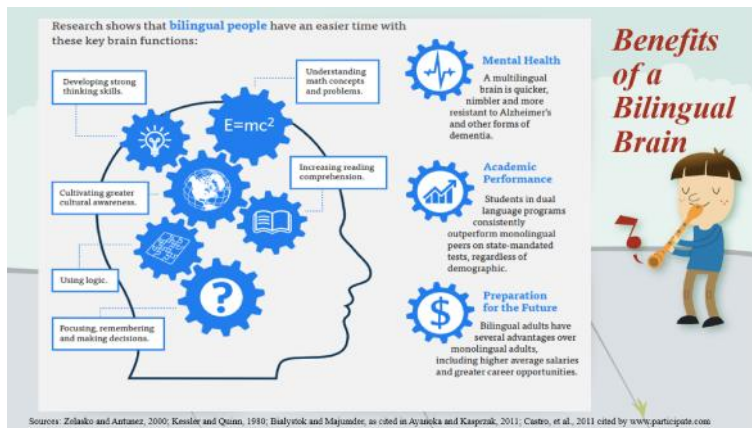 Research shows that bilingual people have an easier time with
these key brain functions:
Developing strong
thinking skills.
Understanding
math concepts
and problems.
E=mc²
Cultivating greater
cultural awareness.
Increasing reading
comprehension.
Using logic.
?
Focusing, remembering
and making decisions.
Mental Health
A multilingual
brain is quicker,
nimbler and more
resistant to Alzheimer's
and other forms of
dementia.
Academic
Performance
Students in dual
language programs
consistently
outperform monolingual
peers on state-mandated
tests, regardless of
demographic.
$
Preparation
for the Future
Bilingual adults have
several advantages over
monolingual adults,
including higher average salaries
and greater career opportunities.
Benefits
of a
Bilingual
Brain
Sources: Zelasko and Antunez, 2000; Kessler and Quinn, 1980; Bialystok and Majumder, as cited in and Kasprzak, 2011; Castro, et al., 2011 cited by www.participate.com